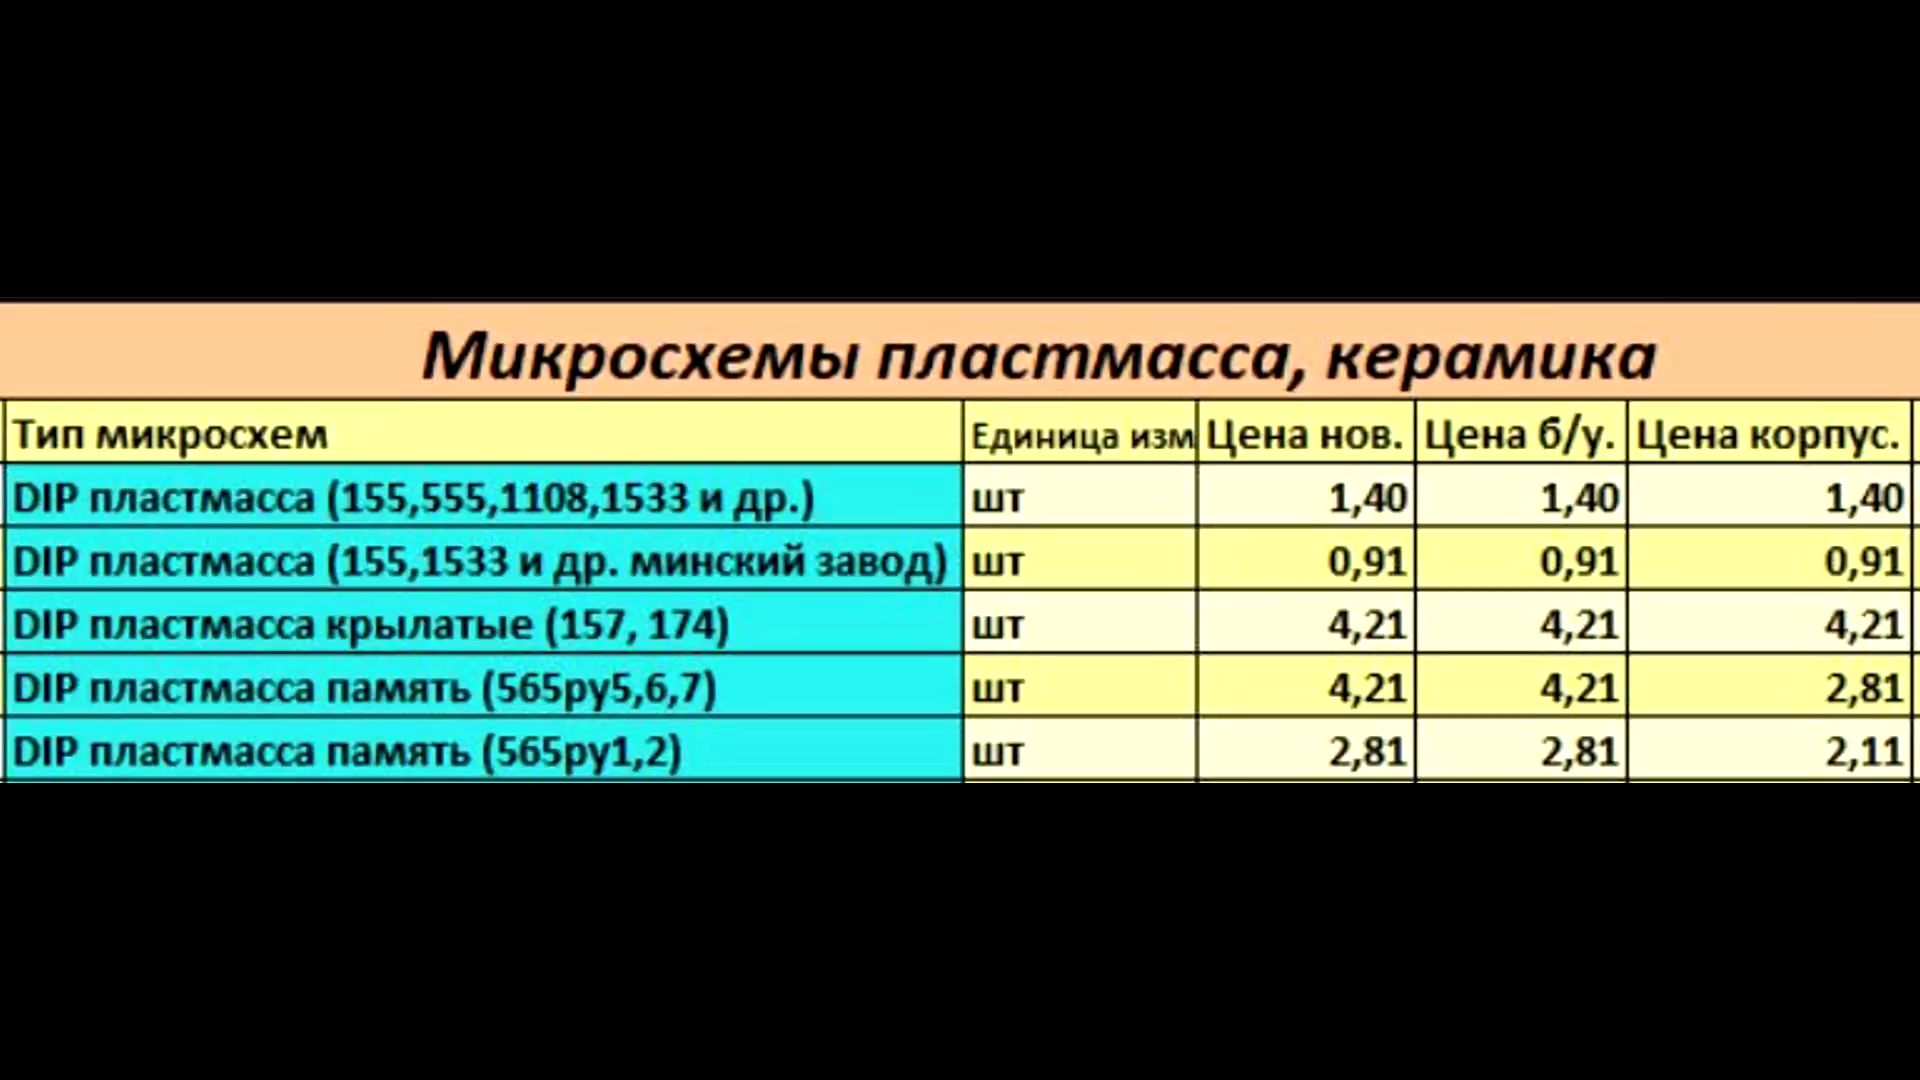 Микросхемы пластмасса, керамика
Тип микросхем Единица изм Цена нов. Цена б/у. Цена корпус.
DIP пластмасса (155,555,1108,1533 и др.) шт 1,40 1,40 1,40
DIP пластмасса (155,1533 и др. минский завод) шт 0,91 0,91 0,91
DIP пластмасса крылатые (157, 174) шт 4,21 4,21 4,21
DIP пластмасса память (565ру5,6,7) шт 4,21 4,21 2,81
DIP пластмасса память (565ру1,2) шт 2,81 2,81 2,11